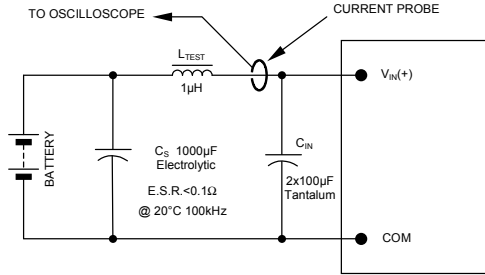 TO OSCILLOSCOPE
CURRENT PROBE
LTEST
1µH
VIN(+)
BATTERY
CS 1000µF
Electrolytic
E.S.R.<0.1Ω
@ 20°C 100kHz
CIN
2x100µF
Tantalum
COM